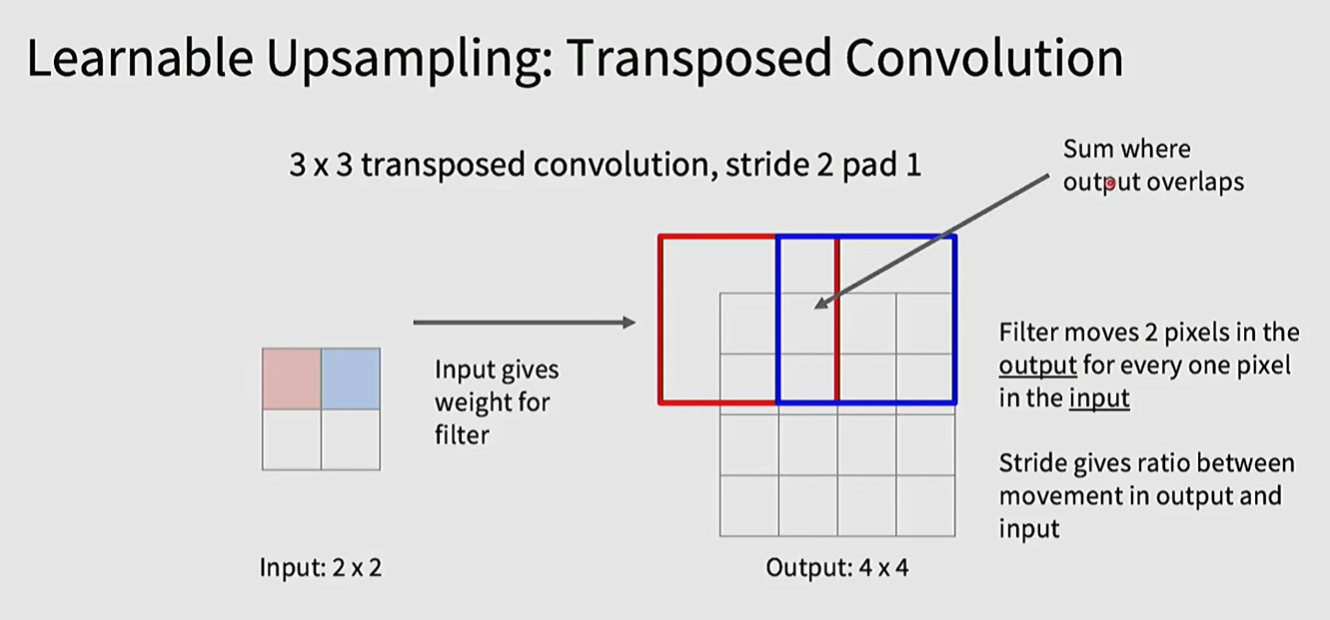 Learnable Upsampling: Transposed Convolution
3 x 3 transposed convolution, stride 2 pad 1
Sum where
output overlaps
Input gives
weight for
filter
Filter moves 2 pixels in the
output for every one pixel
in the input
Stride gives ratio between
movement in output and
input
Input: 2 x 2
Output: 4 x 4